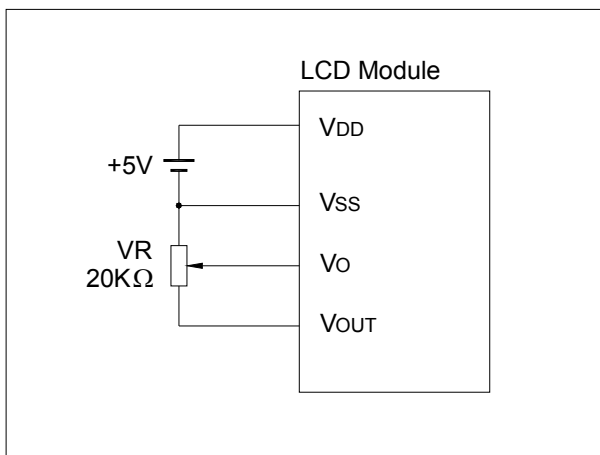 LCD Module
VDD
+5V
VSS
VR
20KΩ
VO
VOUT